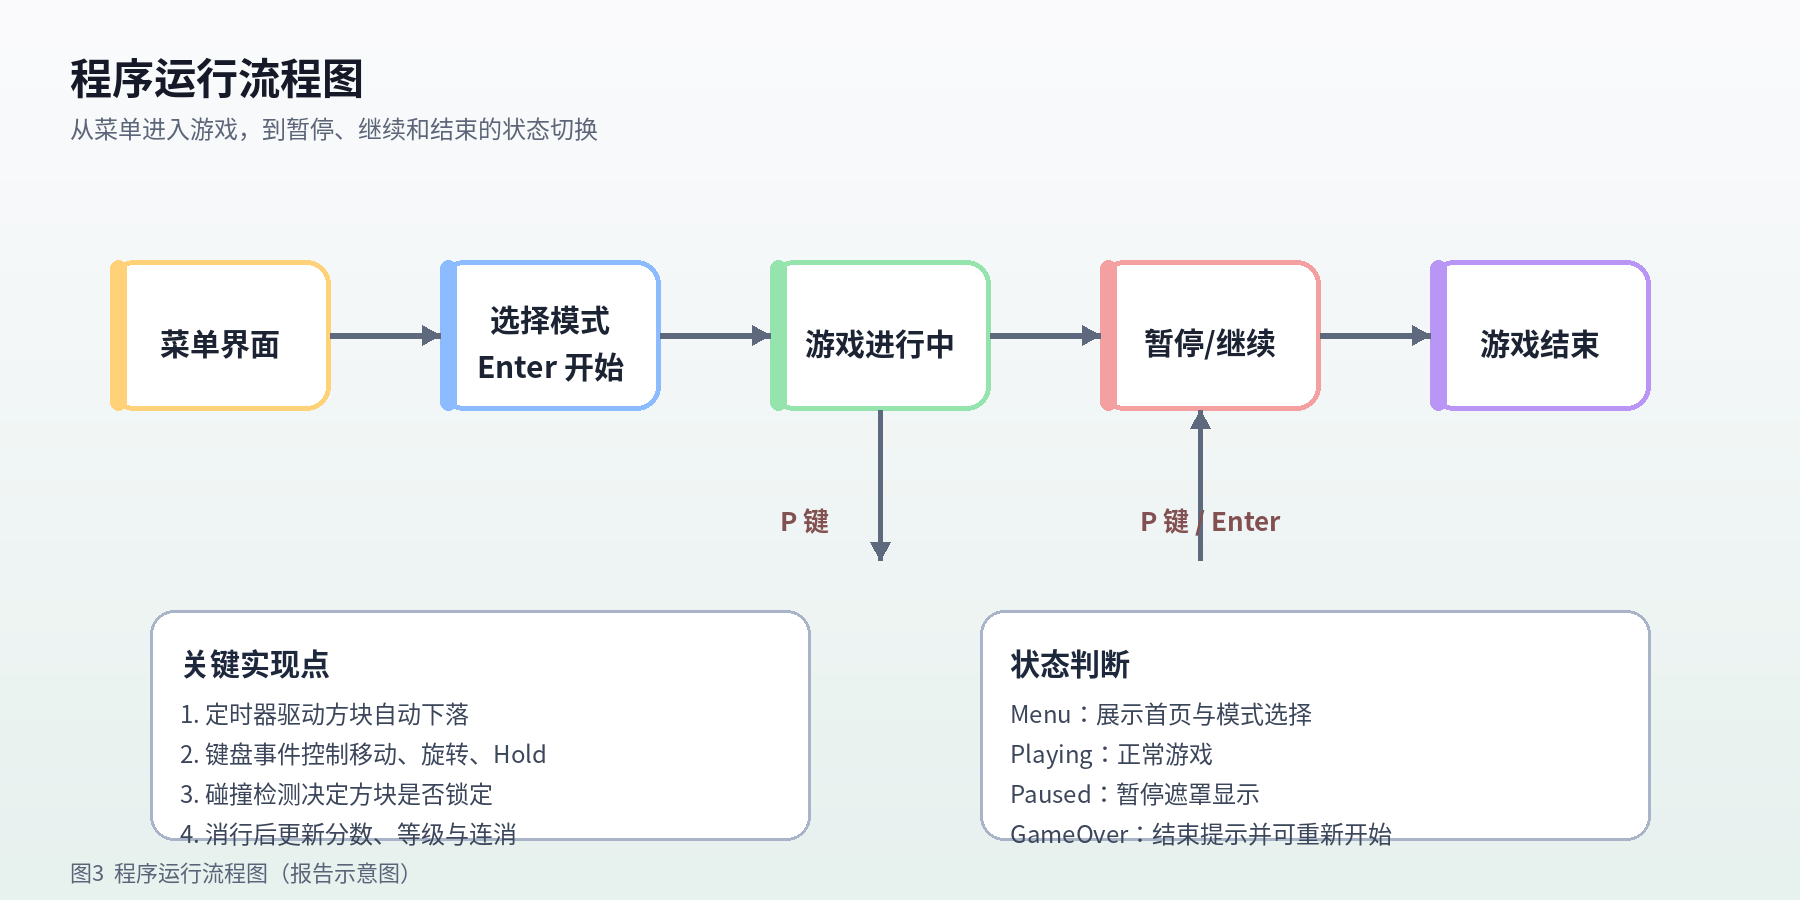 程序运行流程图
从菜单进入游戏，到暂停、继续和结束的状态切换
菜单界面
选择模式
Enter 开始
游戏进行中
暂停/继续
游戏结束
P 键
P 键 / Enter
关键实现点
1. 定时器驱动方块自动下落
2. 键盘事件控制移动、旋转、Hold
3. 碰撞检测决定方块是否锁定
4. 消行后更新分数、等级与连消
状态判断
Menu：展示首页与模式选择
Playing：正常游戏
Paused：暂停遮罩显示
GameOver：结束提示并可重新开始
图3 程序运行流程图（报告示意图）